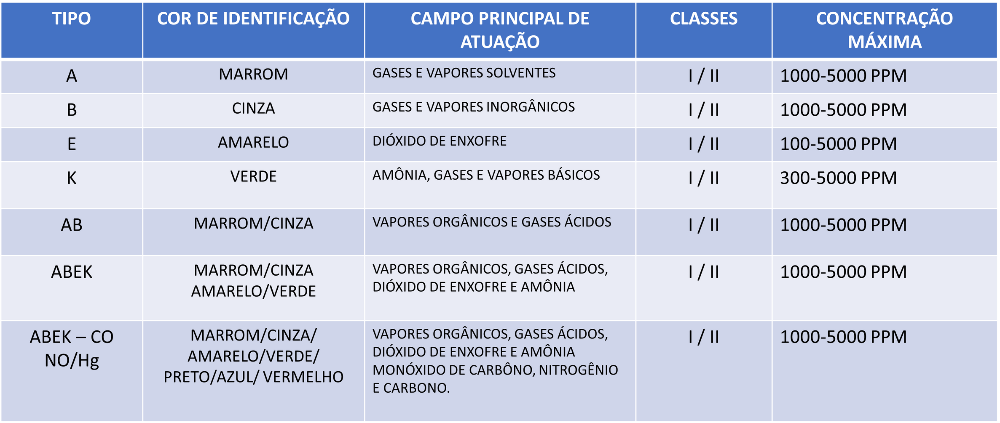 TIPO
COR DE IDENTIFICAÇÃO
CAMPO PRINCIPAL DE
ATUAÇÃO
CLASSES
CONCENTRAÇÃO
MÁXIMA
A
MARROM
GASES E VAPORES SOLVENTES
I / II
1000-5000 PPM
B
CINZA
GASES E VAPORES INORGÂNICOS
I / II
1000-5000 PPM
E
AMARELO
DIÓXIDO DE ENXOFRE
I / II
100-5000 PPM
K
VERDE
AMÔNIA, GASES E VAPORES BÁSICOS
I / II
300-5000 PPM
AB
MARROM/CINZA
VAPORES ORGÂNICOS E GASES ÁCIDOS
I / II
1000-5000 PPM
ABEK
MARROM/CINZA
AMARELO/VERDE
VAPORES ORGÂNICOS, GASES ÁCIDOS,
DIÓXIDO DE ENXOFRE E AMÔNIA
I / II
1000-5000 PPM
ABEK – CO
NO/Hg
MARROM/CINZA/
AMARELO/VERDE/
PRETO/AZUL/ VERMELHO
VAPORES ORGÂNICOS, GASES ÁCIDOS,
DIÓXIDO DE ENXOFRE E AMÔNIA
MONÓXIDO DE CARBÔNO, NITROGÊNIO
E CARBONO.
I / II
1000-5000 PPM